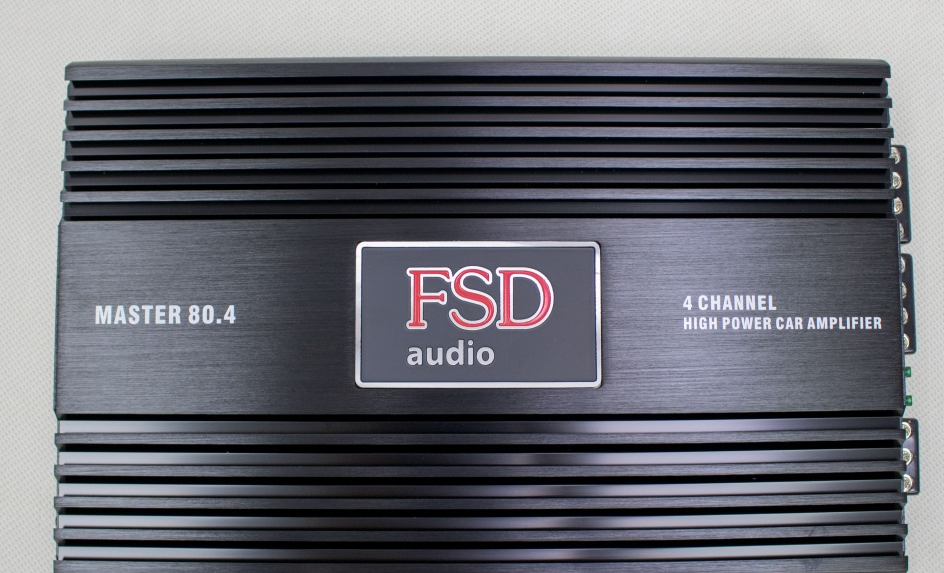 MASTER 80.4
FSD
audio
4 CHANNEL
HIGH POWER CAR AMPLIFIER